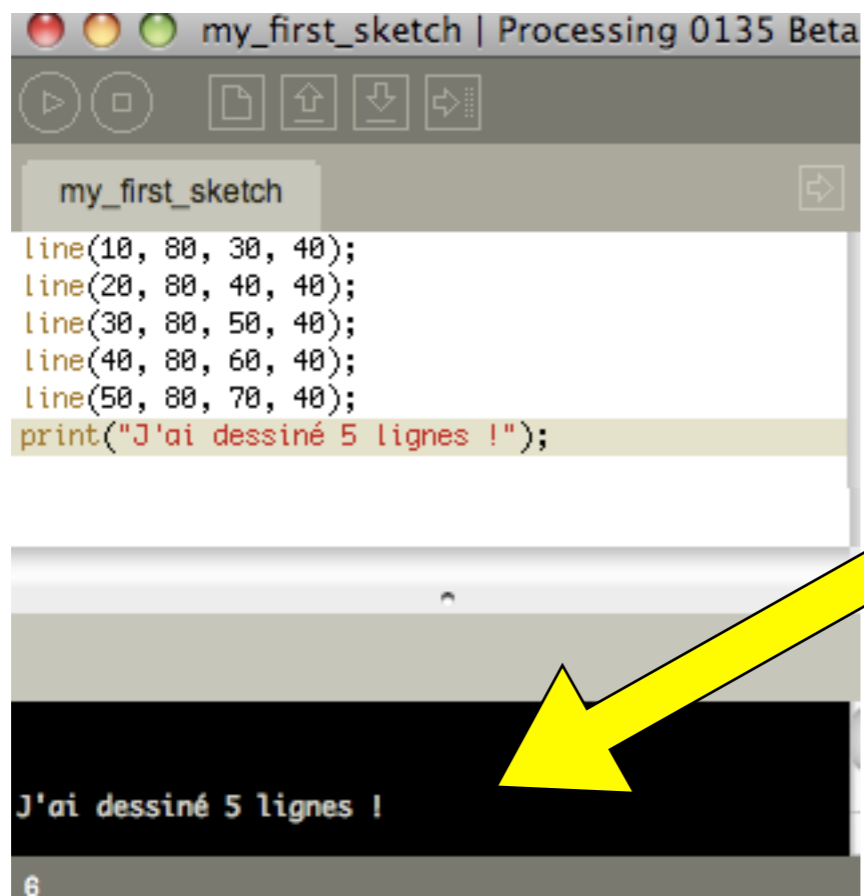 my_first_sketch | Processing 0135 Beta
my_first_sketch
line(10, 80, 30, 40);
line(20, 80, 40, 40);
line(30, 80, 50, 40);
line(40, 80, 60, 40);
line(50, 80, 70, 40);
print("J'ai dessiné 5 lignes !");
J'ai dessiné 5 lignes !
6